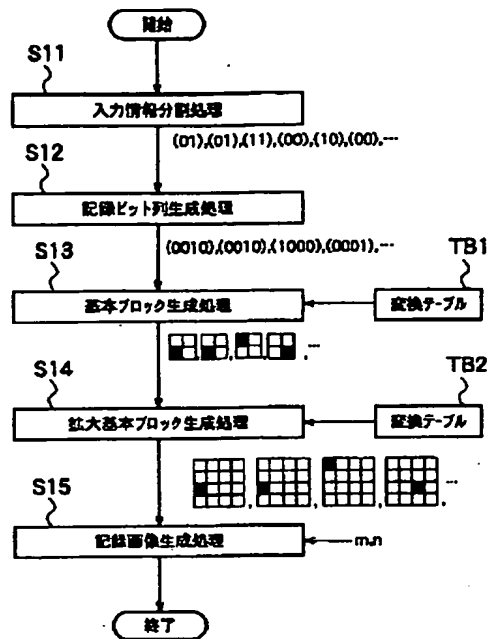 開始
S11
入力情報分割処理
(01),(01),(11),(00),(10),(00),…
S12
記録ビット列生成処理
(0010),(0010),(1000),(0001),…
S13
TB1
基本ブロック生成処理
変換テーブル
, , , ,…
S14
TB2
拡大基本ブロック生成処理
変換テーブル
, , , ,…
S15
記録画像生成処理
m,n
終了